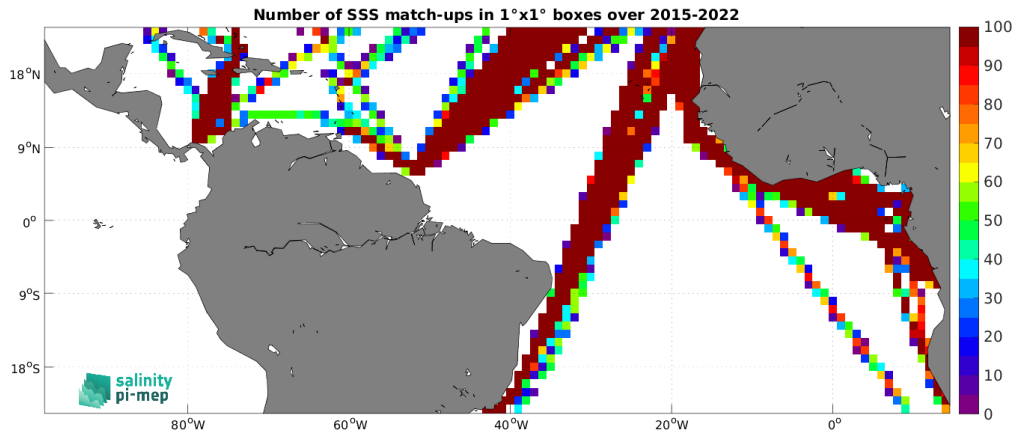 Number of SSS match-ups in 1°x1° boxes over 2015-2022
100
90
80
70
60
50
40
30
20
10
0
18°N
9°N
0°
9°S
18°S
80°W
60°W
40°W
20°W
0°
salinity
pi-mep